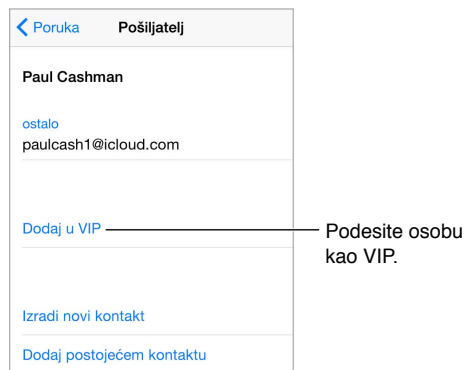 Poruka Pošiljatelj
Paul Cashman
ostalo
paulcash1@icloud.com
Dodaj u VIP
Podesite osobu
kao VIP.
Izradi novi kontakt
Dodaj postojećem kontaktu